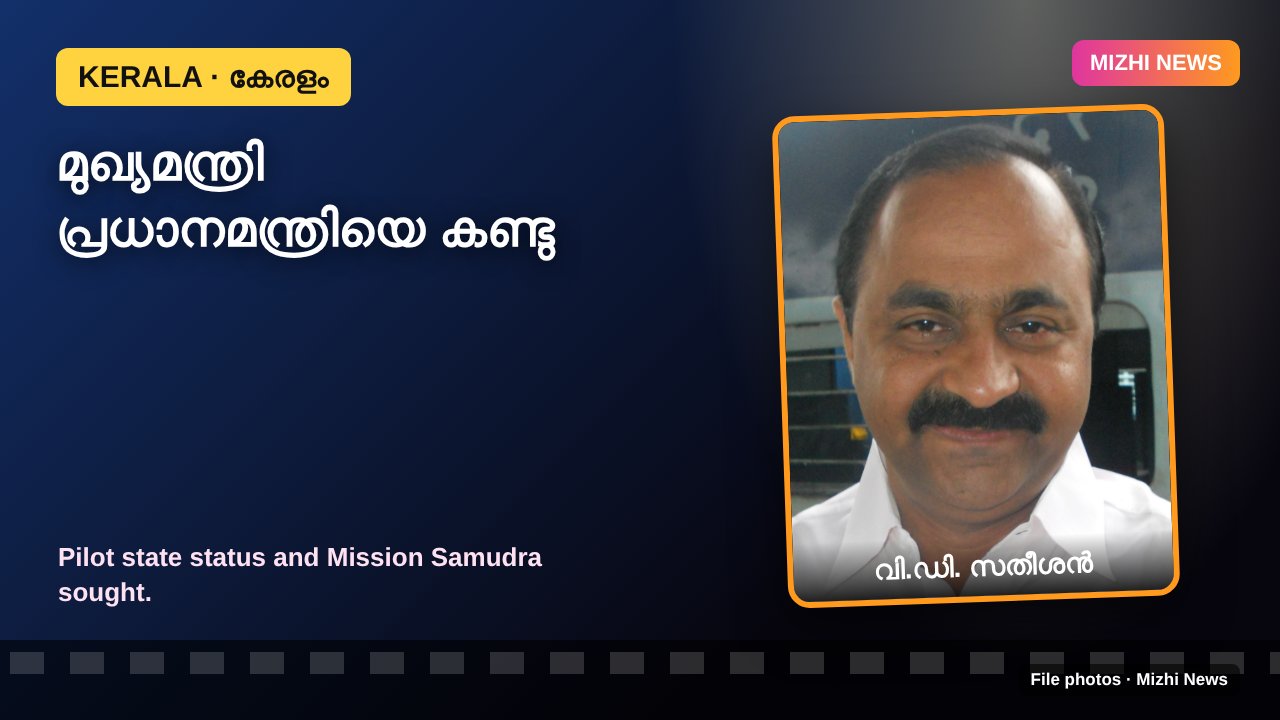 KERALA · കേരളം
MIZHI NEWS
മുഖ്യമന്ത്രി
പ്രധാനമന്ത്രിയെ കണ്ടു
Pilot state status and Mission Samudra
sought.
വി.ഡി. സതീശൻ
File photos · Mizhi News